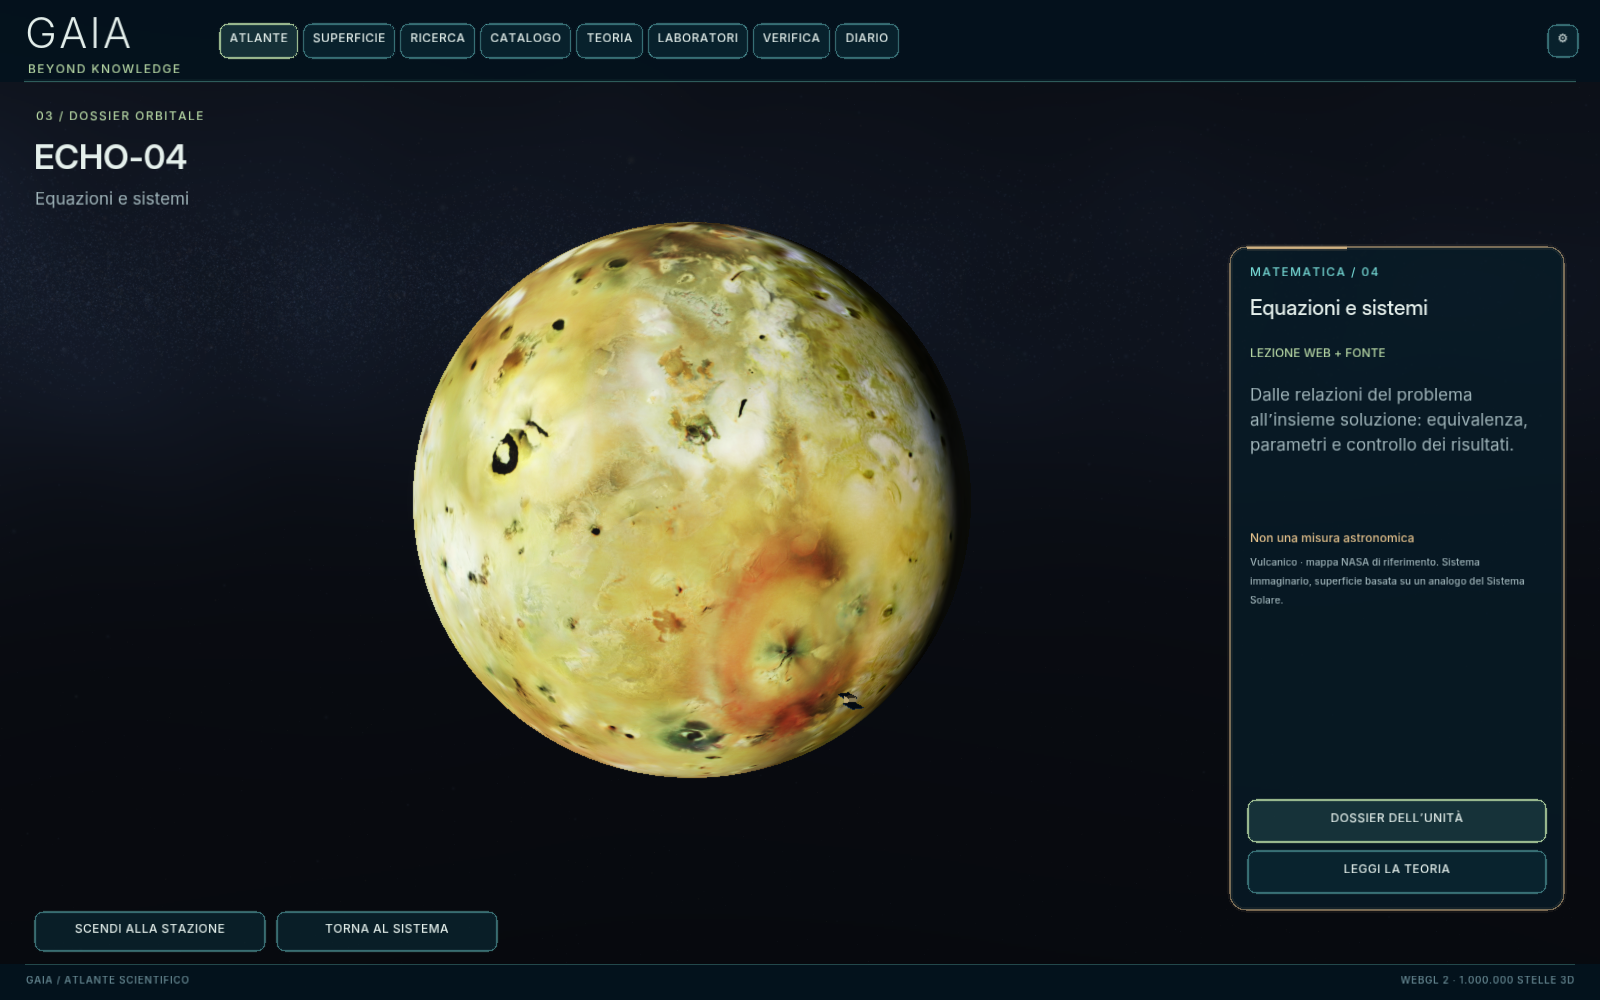 GAIA
BEYOND KNOWLEDGE
ATLANTE
SUPERFICIE
RICERCA
CATALOGO
TEORIA
LABORATORI
VERIFICA
DIARIO
03 / DOSSIER ORBITALE
ECHO-04
Equazioni e sistemi
MATEMATICA / 04
Equazioni e sistemi
LEZIONE WEB + FONTE
Dalle relazioni del problema
all’insieme soluzione: equivalenza,
parametri e controllo dei risultati.
Non una misura astronomica
Vulcanico · mappa NASA di riferimento. Sistema
immaginario, superficie basata su un analogo del Sistema
Solare.
DOSSIER DELL’UNITÀ
LEGGI LA TEORIA
SCENDI ALLA STAZIONE
TORNA AL SISTEMA
GAIA / ATLANTE SCIENTIFICO
WEBGL 2 · 1.000.000 STELLE 3D